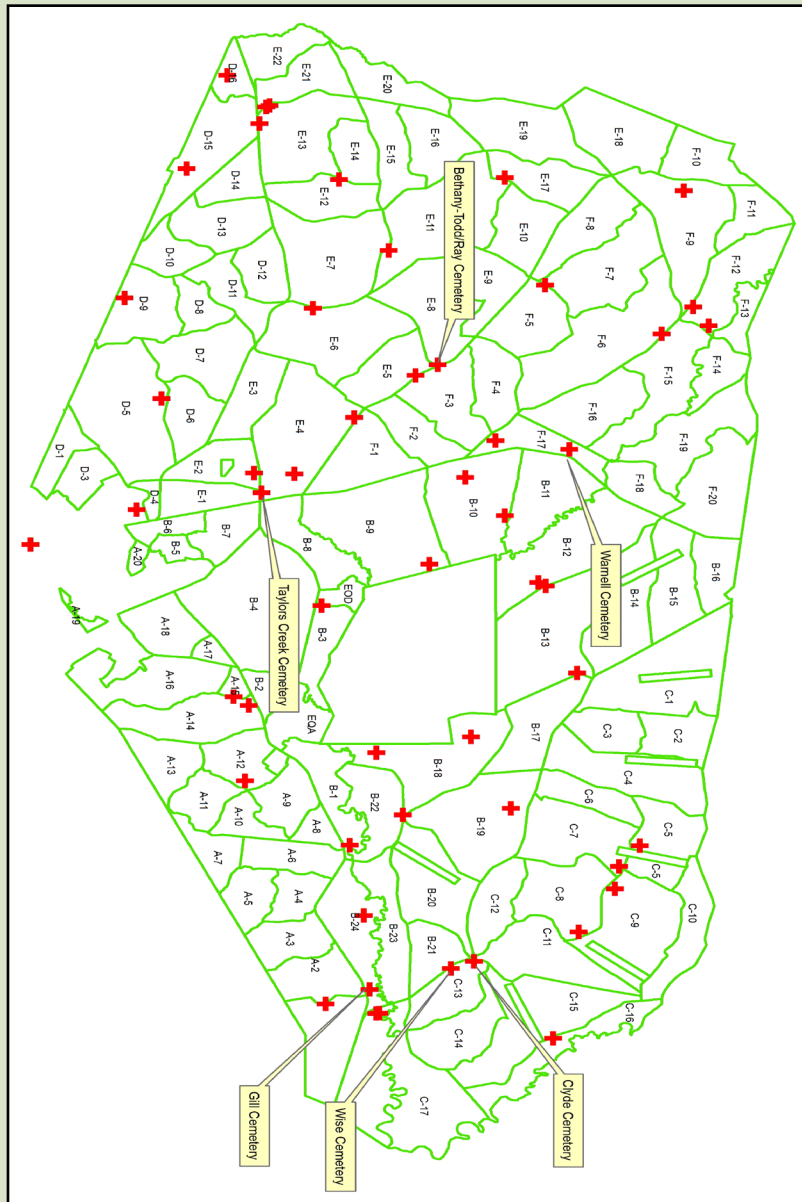 F-11
F-10
F-12
F-13
F-9
F-14
E-18
E-19
E-20
E-22
E-21
D-16
E-16
E-15
E-14
E-13
D-15
E-17
F-8
E-10
E-11
E-12
D-14
D-13
F-7
F-5
E-9
E-8
E-7
D-12
D-11
D-10
D-9
D-8
Bethany-Todd/Ray Cemetery
F-6
F-15
F-16
F-4
F-3
E-5
E-6
E-3
D-7
D-6
D-5
F-19
F-20
F-18
F-17
F-2
F-1
E-4
E-2
E-1
D-4
D-3
D-1
B-11
B-10
B-9
B-8
B-7
B-6
B-5
A-20
A-19
Warnell Cemetery
B-16
B-15
B-14
B-12
B-13
EOD
B-3
B-4
Taylors Creek Cemetery
A-18
A-17
A-16
A-15
B-2
A-14
EQA
C-1
C-2
C-3
C-4
B-17
B-18
B-1
B-22
A-12
A-13
A-11
A-10
A-9
A-8
C-6
C-7
C-5
C-5
B-19
A-6
A-7
A-5
A-4
A-3
A-2
C-10
C-9
C-8
C-12
C-11
B-20
B-21
B-23
B-24
C-13
C-14
C-15
C-16
C-17
Clyde Cemetery
Wise Cemetery
Gill Cemetery